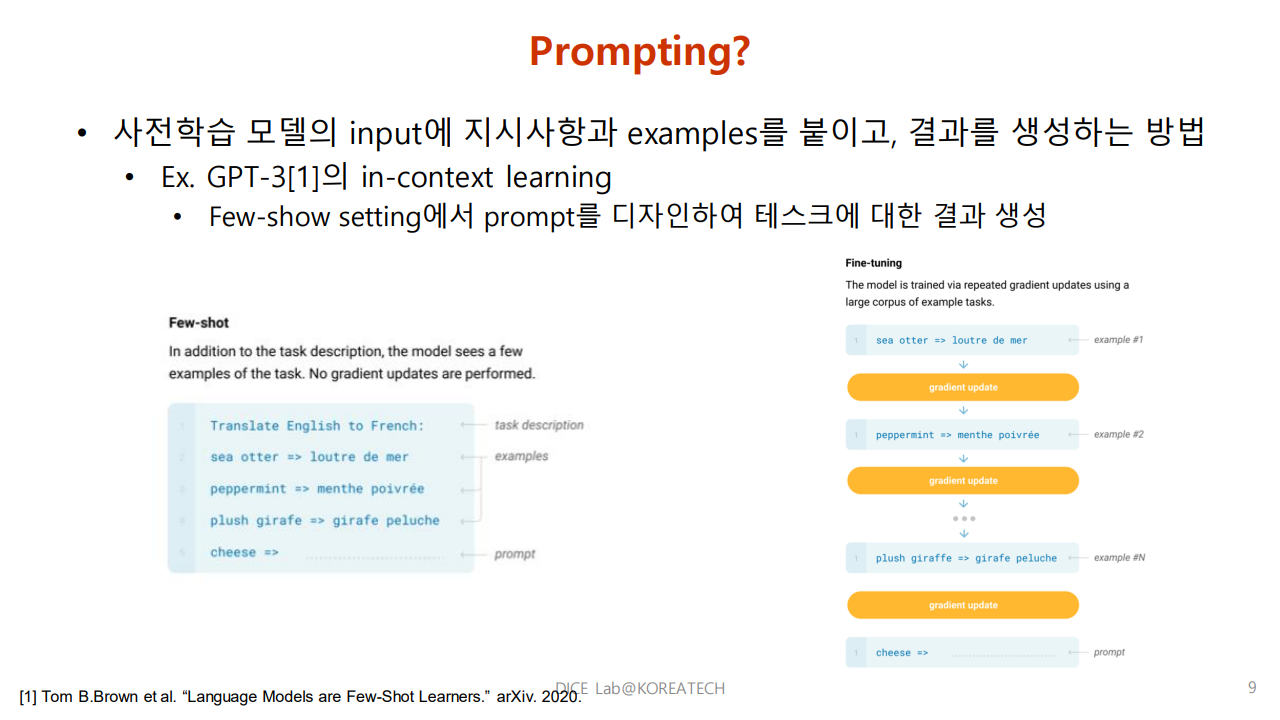 Prompting?
• 사전학습 모델의 input에 지시사항과 examples를 붙이고, 결과를 생성하는 방법
• Ex. GPT-3[1]의 in-context learning
• Few-show setting에서 prompt를 디자인하여 테스크에 대한 결과 생성
Few-shot
In addition to the task description, the model sees a few
examples of the task. No gradient updates are performed.
1 Translate English to French: task description
2 sea otter => loutre de mer examples
3 peppermint => menthe poivrée
4 plush girafe => girafe peluche
5 cheese => prompt
Fine-tuning
The model is trained via repeated gradient updates using a
large corpus of example tasks.
1 sea otter => loutre de mer example #1
gradient update
1 peppermint => menthe poivrée example #2
gradient update
1 plush giraffe => girafe peluche example #N
gradient update
1 cheese => prompt
[1] Tom B.Brown et al. “Language Models are Few-Shot Learners.” arXiv. 2020.
DICE Lab@KOREATECH
9